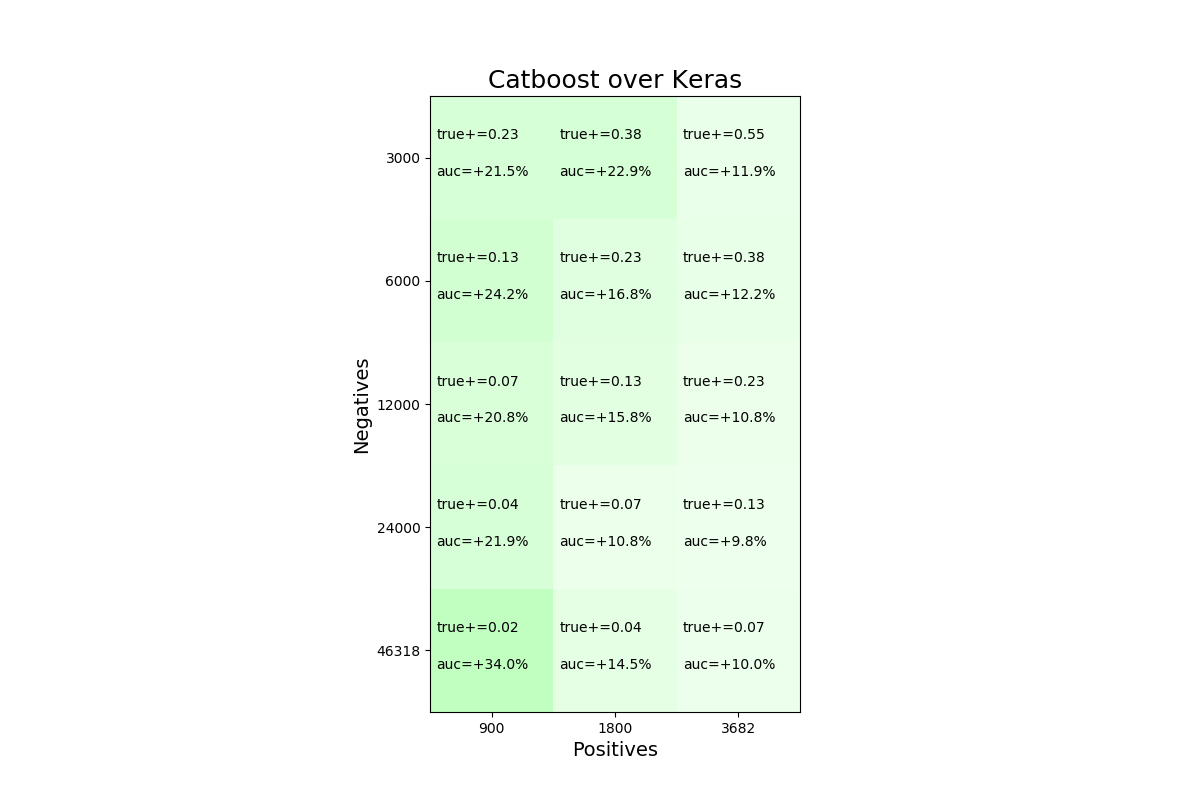 Catboost over Keras
true+=0.23 true+=0.38 true+=0.55
3000
auc=+21.5% auc=+22.9% auc=+11.9%
true+=0.13 true+=0.23 true+=0.38
6000
auc=+24.2% auc=+16.8% auc=+12.2%
true+=0.07 true+=0.13 true+=0.23
Negatives
12000
auc=+20.8% auc=+15.8% auc=+10.8%
true+=0.04 true+=0.07 true+=0.13
24000
auc=+21.9% auc=+10.8% auc=+9.8%
true+=0.02 true+=0.04 true+=0.07
46318
auc=+34.0% auc=+14.5% auc=+10.0%
900 1800 3682
Positives